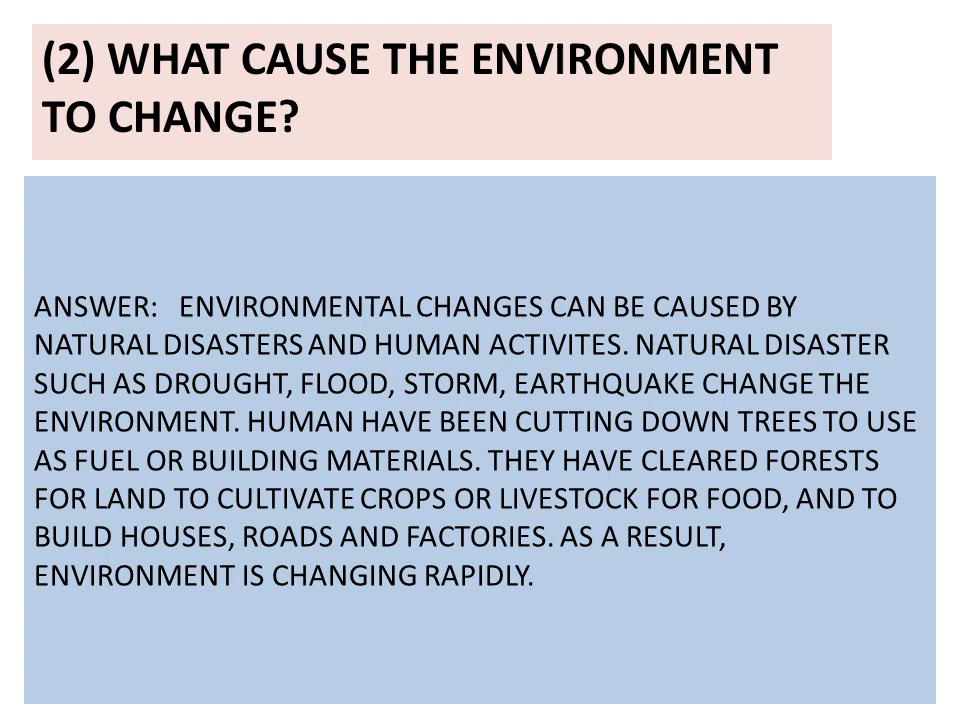 (2) WHAT CAUSE THE ENVIRONMENT
TO CHANGE?
ANSWER:   ENVIRONMENTAL CHANGES CAN BE CAUSED BY
NATURAL DISASTERS AND HUMAN ACTIVITES. NATURAL DISASTER
SUCH AS DROUGHT, FLOOD, STORM, EARTHQUAKE CHANGE THE
ENVIRONMENT. HUMAN HAVE BEEN CUTTING DOWN TREES TO USE
AS FUEL OR BUILDING MATERIALS. THEY HAVE CLEARED FORESTS
FOR LAND TO CULTIVATE CROPS OR LIVESTOCK FOR FOOD, AND TO
BUILD HOUSES, ROADS AND FACTORIES. AS A RESULT,
ENVIRONMENT IS CHANGING RAPIDLY.